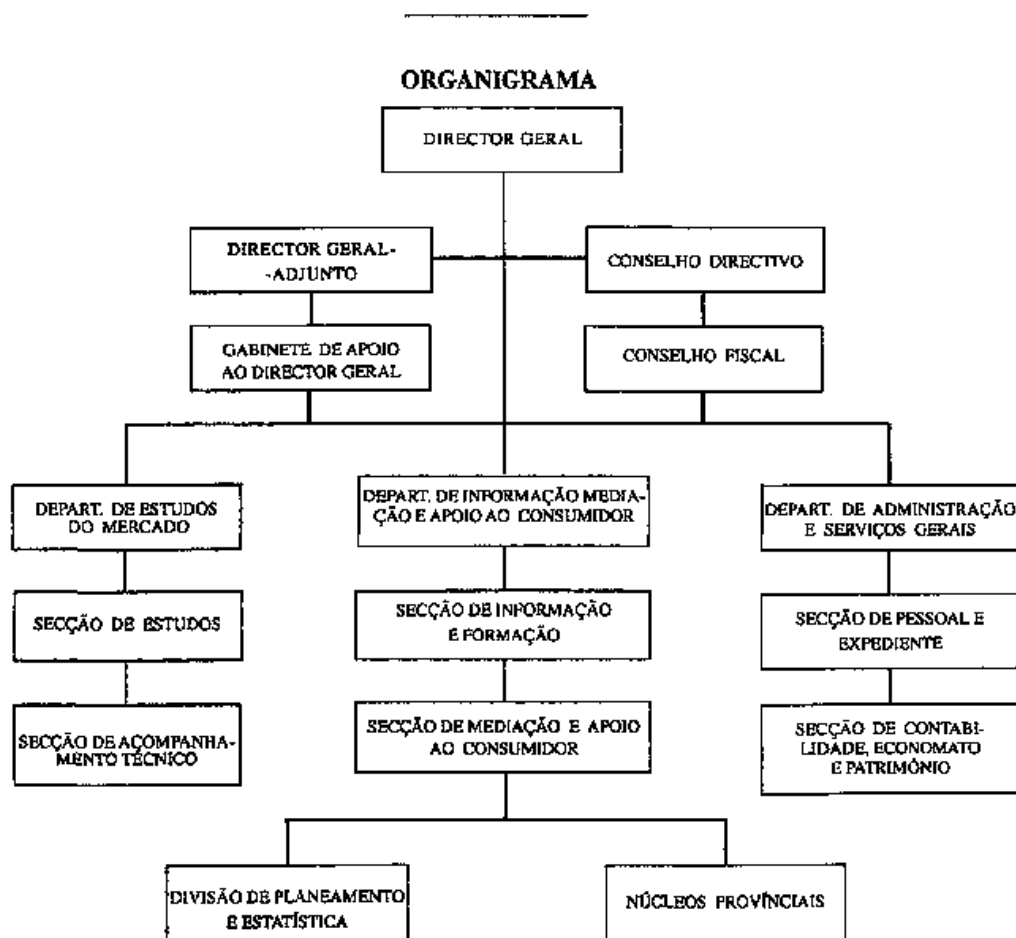 ORGANIGRAMA
DIRECTOR GERAL
DIRECTOR GERAL-
-ADJUNTO
CONSELHO DIRECTIVO
GABINETE DE APOIO
AO DIRECTOR GERAL
CONSELHO FISCAL
DEPART. DE ESTUDOS
DO MERCADO
DEPART. DE INFORMAÇÃO MEDIA-
ÇÃO E APOIO AO CONSUMIDOR
DEPART. DE ADMINISTRAÇÃO
E SERVIÇOS GERAIS
SECÇÃO DE ESTUDOS
SECÇÃO DE INFORMAÇÃO
E FORMAÇÃO
SECÇÃO DE PESSOAL E
EXPEDIENTE
SECÇÃO DE ACOMPANHA-
MENTO TÉCNICO
SECÇÃO DE MEDIAÇÃO E APOIO
AO CONSUMIDOR
SECÇÃO DE CONTABI-
LIDADE, ECONOMATO
E PATRIMÓNIO
DIVISÃO DE PLANEAMENTO
E ESTATÍSTICA
NÚCLEOS PROVÍNCIAIS